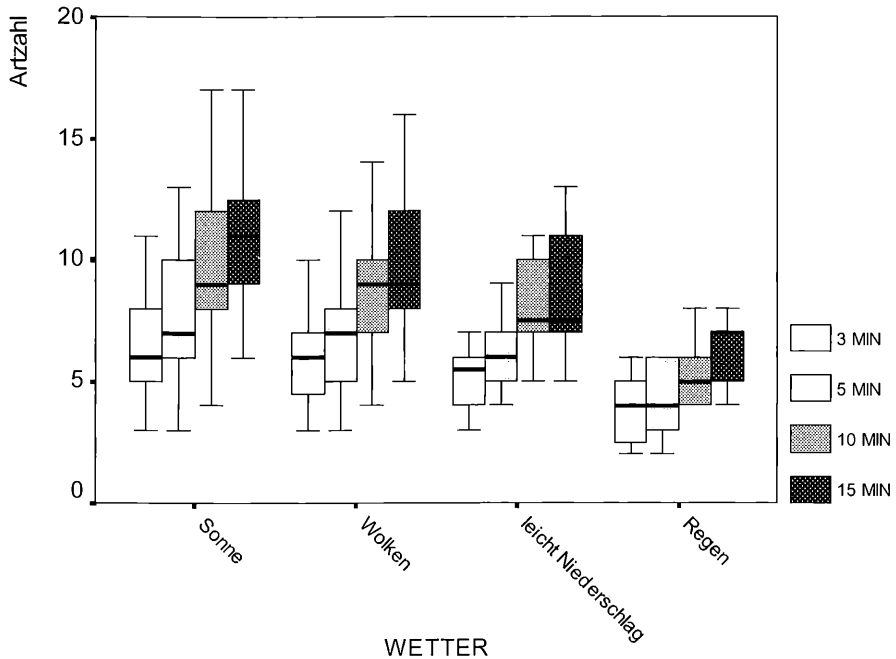 Artzahl
20
15
10
5
0
Sonne
Wolken
leicht Niederschlag
Regen
WETTER
3 MIN
5 MIN
10 MIN
15 MIN